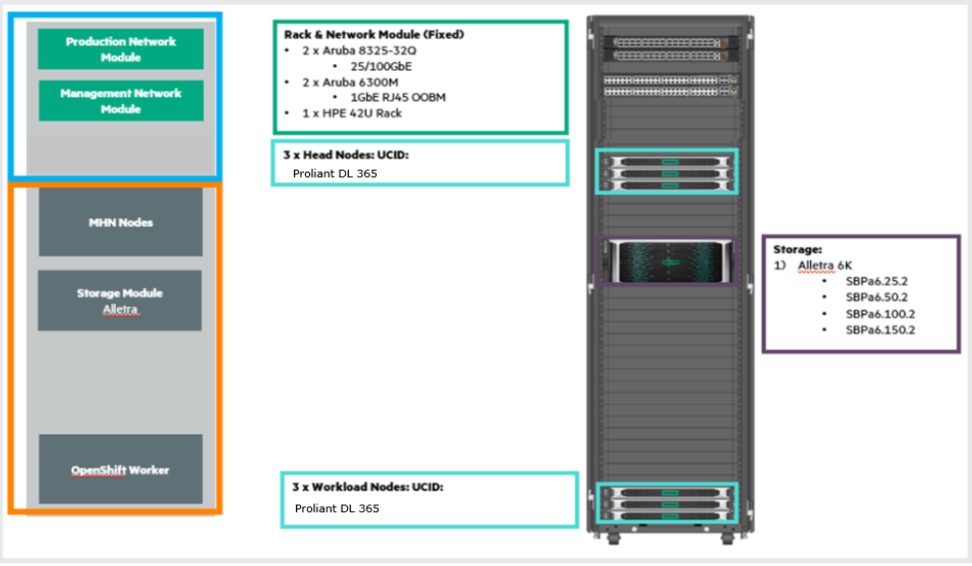 Production Network
Module
Management Network
Module
MHN Nodes
Storage Module
Alletra
OpenShift Worker
Rack & Network Module (Fixed)
• 2 x Aruba 8325-32Q
• 25/100GbE
• 2 x Aruba 6300M
• 1GbE RJ45 OOBM
• 1 x HPE 42U Rack
3 x Head Nodes: UCID:
Proliant DL 365
3 x Workload Nodes: UCID:
Proliant DL 365
Storage:
1) Alletra 6K
• SBPa6.25.2
• SBPa6.50.2
• SBPa6.100.2
• SBPa6.150.2